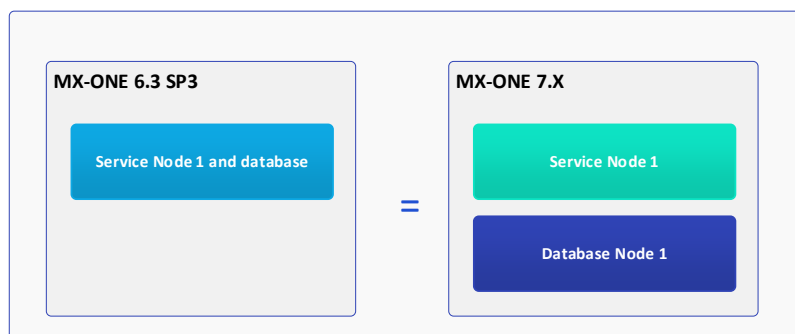 MX-ONE 6.3 SP3
Service Node 1 and database
=
MX-ONE 7.X
Service Node 1
Database Node 1